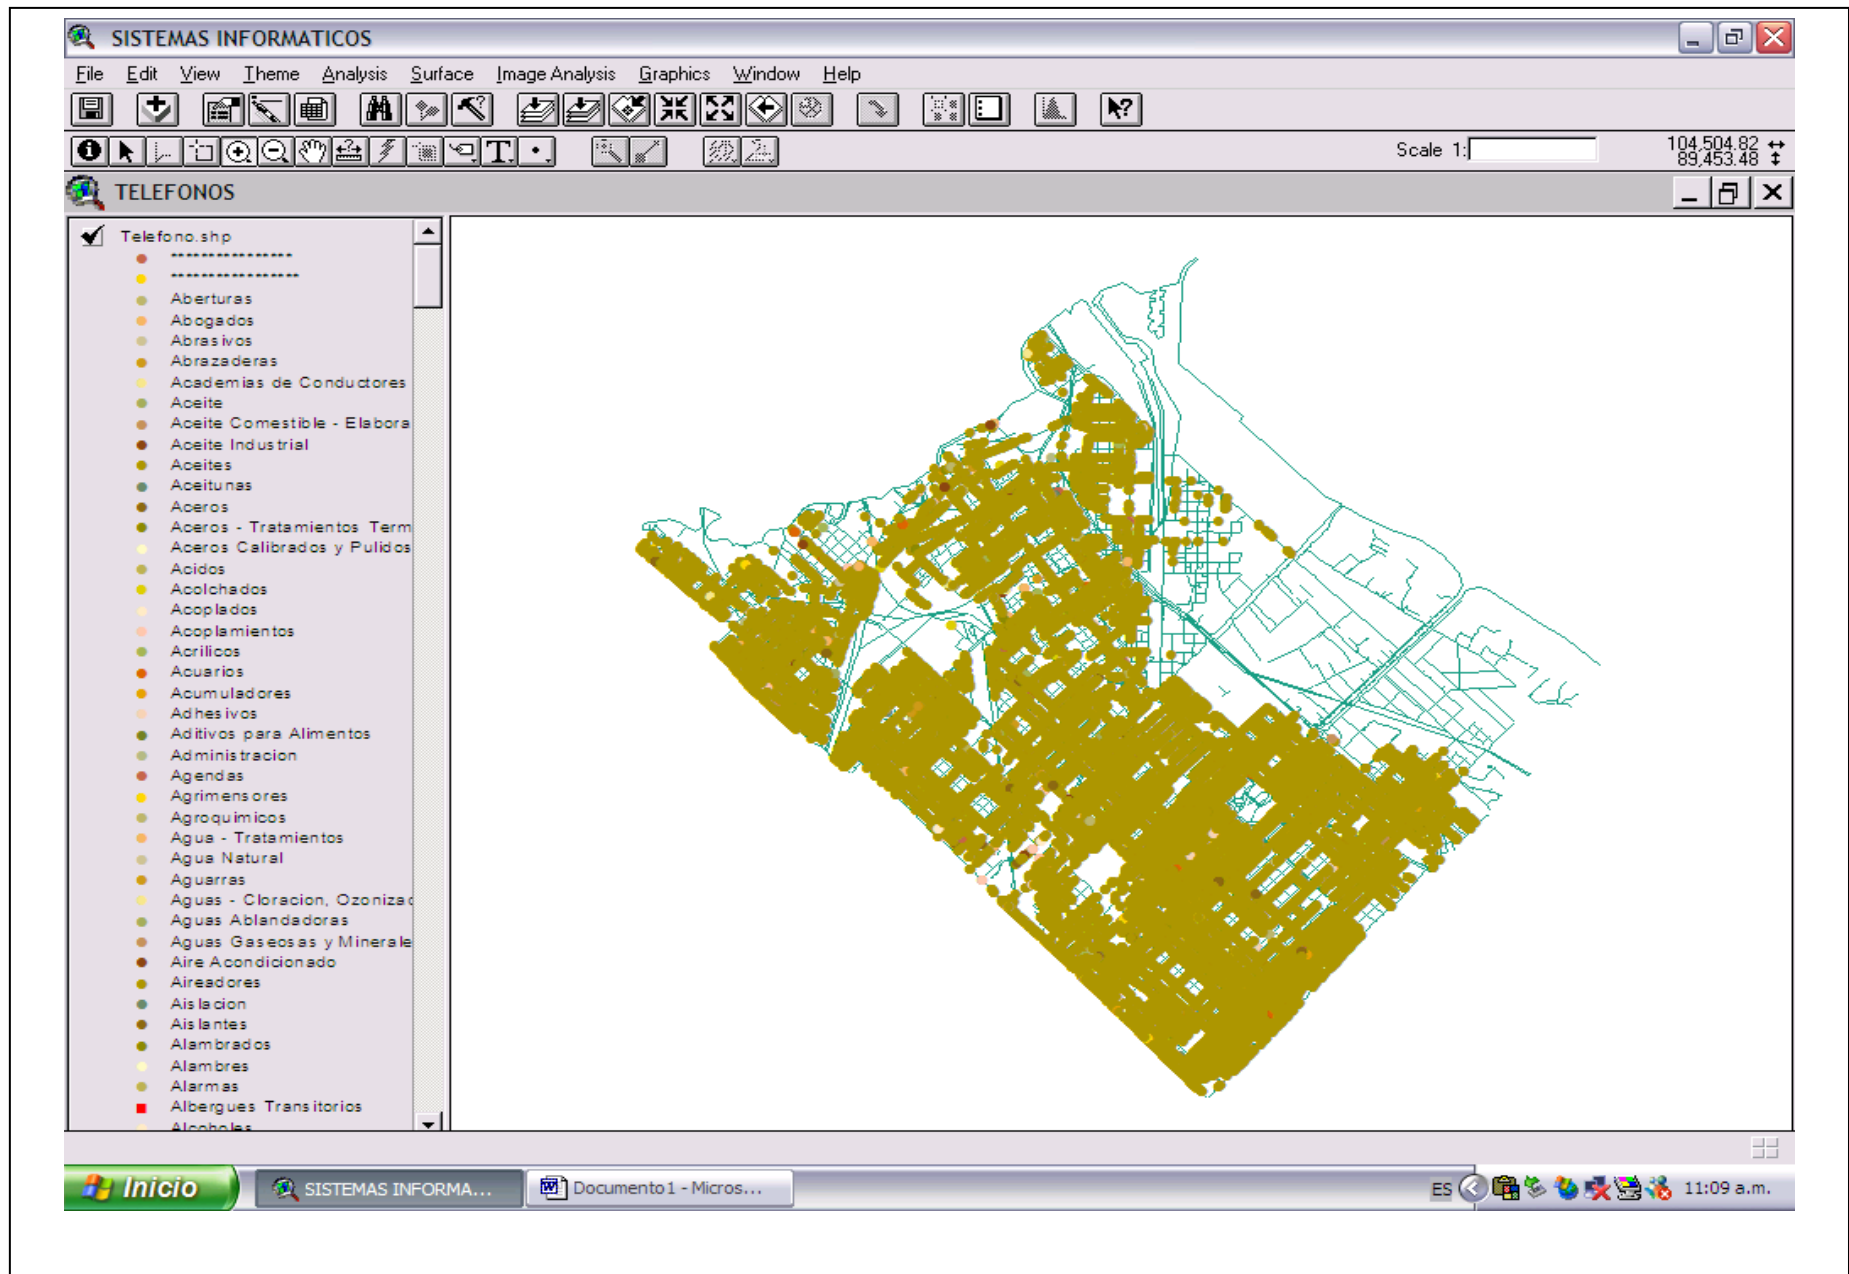 SISTEMAS INFORMATICOS
File Edit View Theme Analysis Surface Image Analysis Graphics Window Help
Scale 1:
104,504.82
89,453.48
TELEFONOS
Telefono.shp
Aberturas
Abogados
Abrasivos
Abrazaderas
Academias de Conductores
Aceite
Aceite Comestible - Elabora
Aceite Industrial
Aceites
Aceitunas
Aceros
Aceros - Tratamientos Term
Aceros Calibrados y Pulidos
Acidos
Acolchados
Acoplados
Acoplamientos
Acrilicos
Acuarios
Acumuladores
Adhesivos
Aditivos para Alimentos
Administracion
Agendas
Agrimensores
Agroquimicos
Agua - Tratamientos
Agua Natural
Aguarras
Aguas - Cloracion, Ozonizac
Aguas Ablandadoras
Aguas Gaseosas y Minerale
Aire Acondicionado
Aireadores
Aislacion
Aislantes
Alambrados
Alambres
Alarmas
Albergues Transitorios
Alcoholes
Inicio
SISTEMAS INFORMA...
Documento1 - Micros...
ES
11:09 a.m.